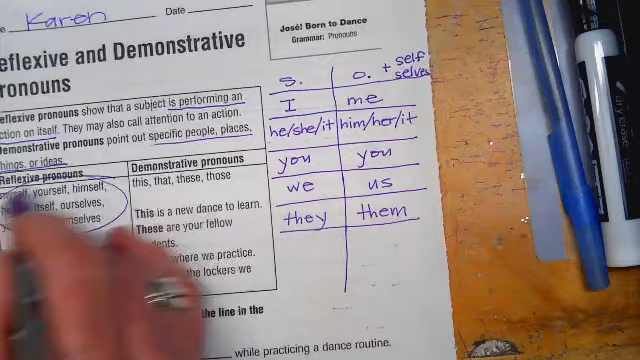 Karen
Date
José! Born to Dance
Grammar: Pronouns
eflexive and Demonstrative
ronouns
eflexive pronouns show that a subject is performing an
ction on itself. They may also call attention to an action.
Demonstrative pronouns point out specific people, places,
hings, or ideas.
Reflexive pronouns
yourself, himself,
itself, ourselves,
Demonstrative pronouns
this, that, these, those
This is a new dance to learn.
These are your fellow
where we practice.
the lockers we
the line in the
while practicing a dance routine.
s. o. + self
selves
I me
he/she/it him/her/it
you you
we us
they them